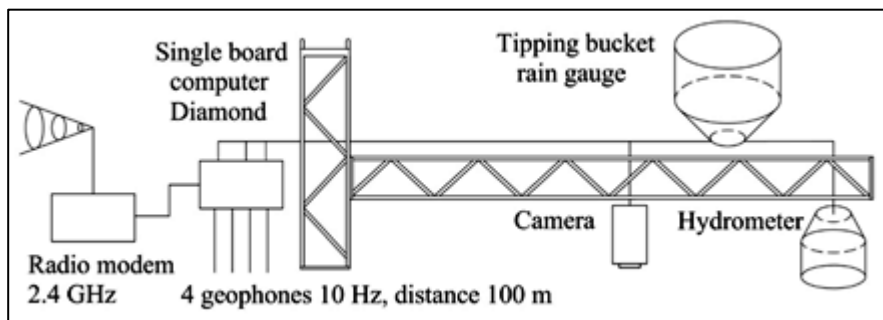 Single board
computer
Diamond
Tipping bucket
rain gauge
Camera
Hydrometer
Radio modem
2.4 GHz
4 geophones 10 Hz, distance 100 m